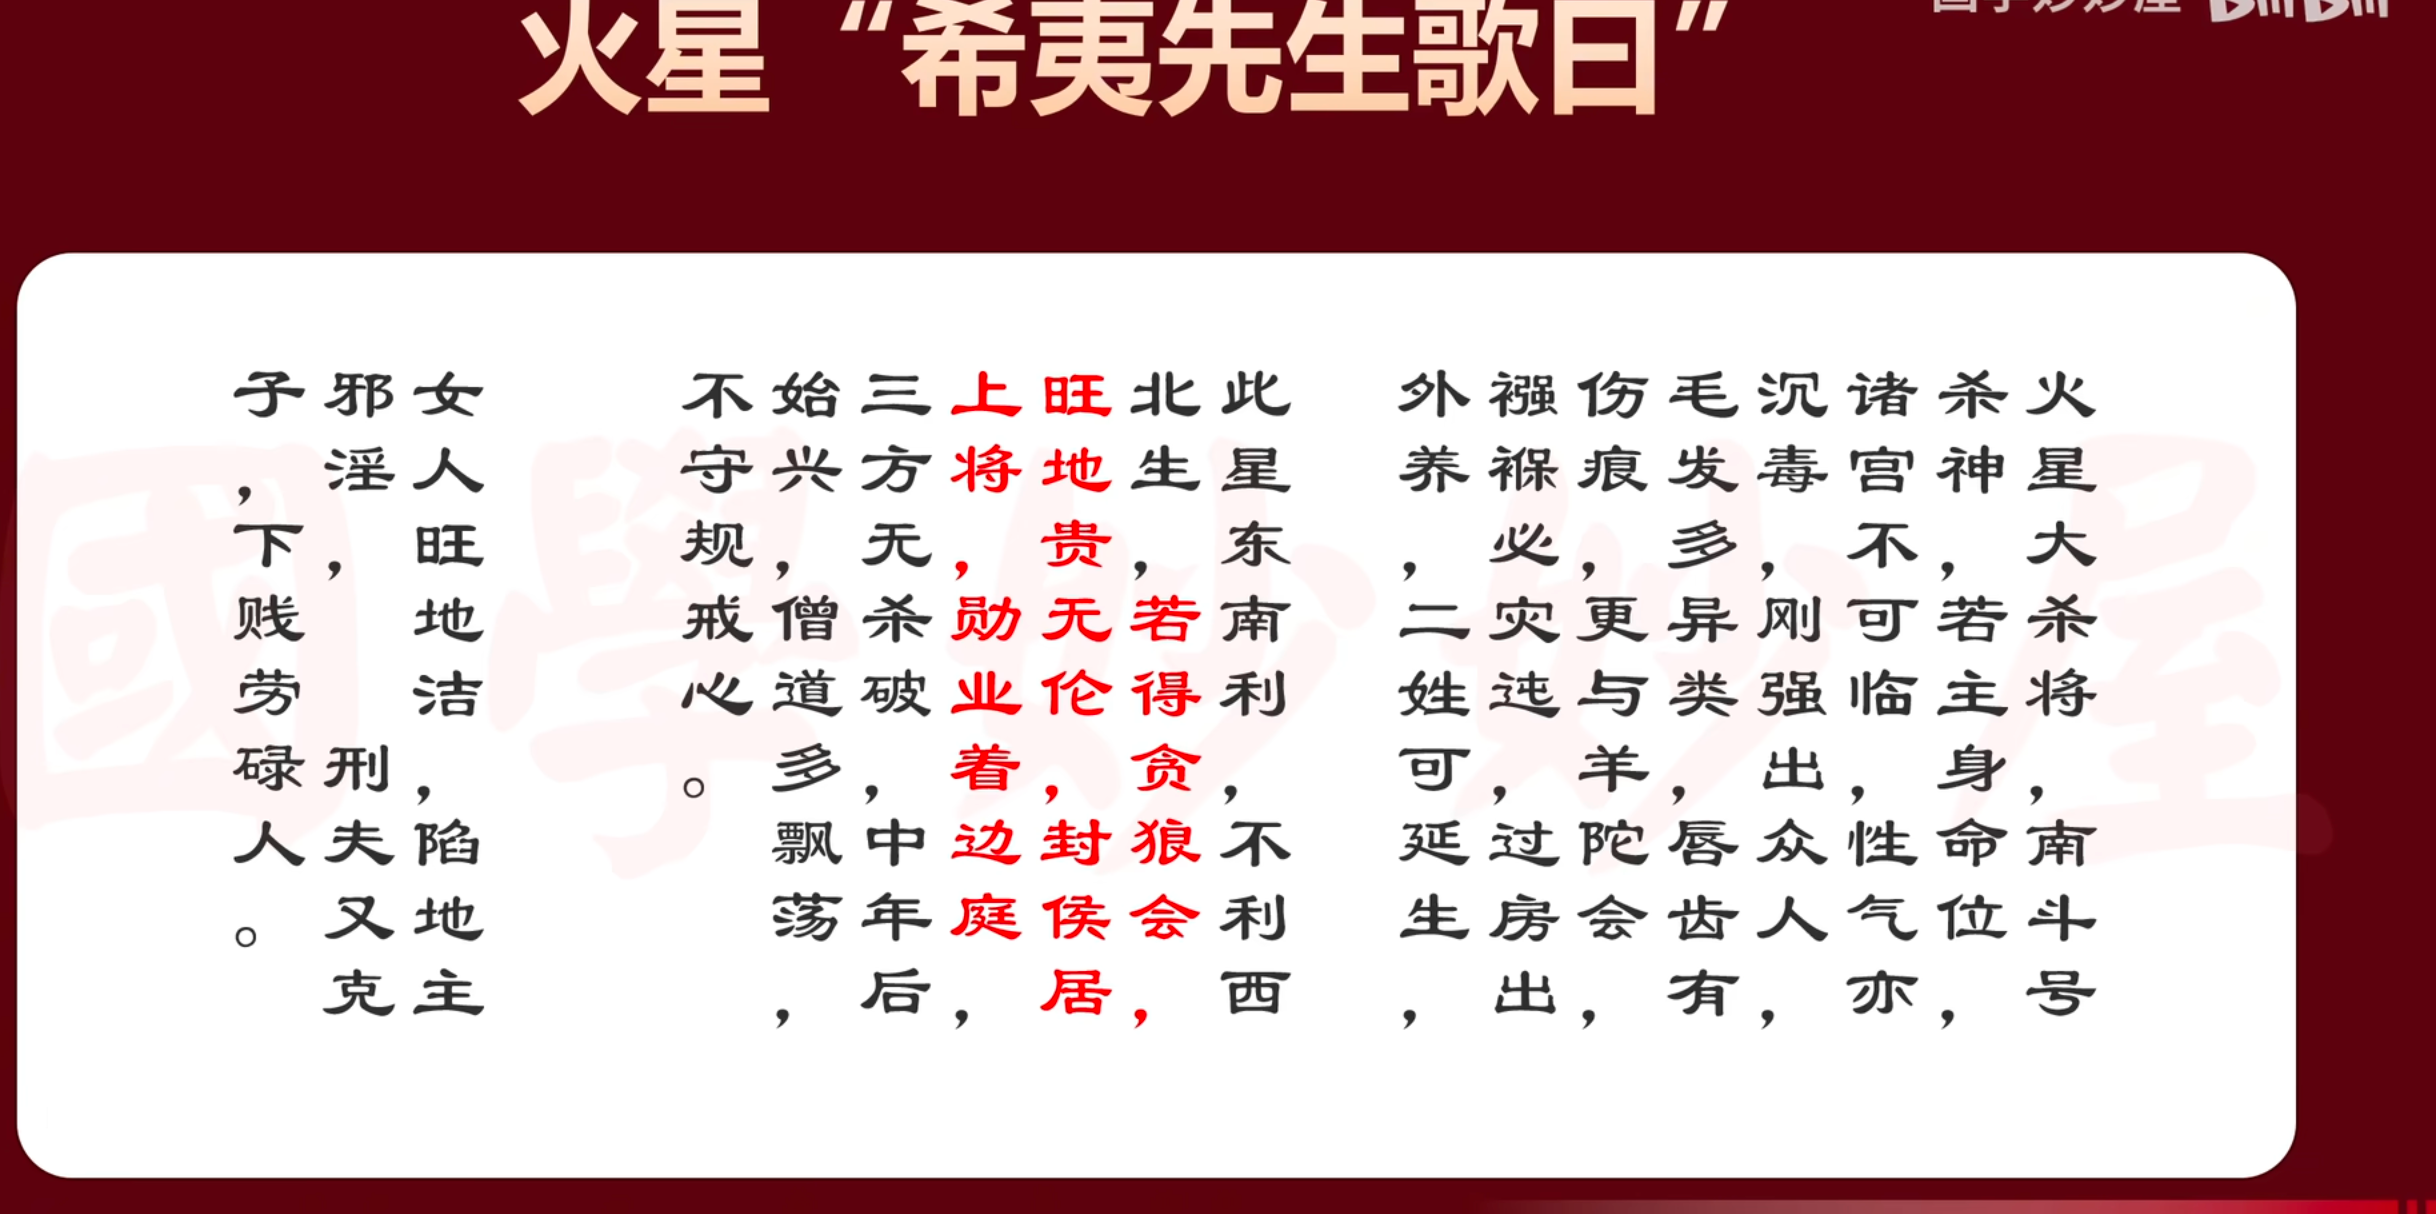 火星“希夷先生歌曰”
火星大杀将，南斗号
杀神，若主身命位，
诸宫不可临，性气亦
沉毒，刚强出众人，
毛发多异类，唇齿有
伤痕，更与羊陀会，
襁褓必灾迍，过房出
外养，二姓可延生，
此星东南利，不利西
北生，若得贪狼会，
旺地贵无伦，封侯居
上将，勋业着边庭，
三方无杀破，中年后
始兴，僧道多飘荡，
不守规戒心。
女人旺地洁，陷地主
邪淫，刑夫又克
子，下贱劳碌人。
國學妙妙屋